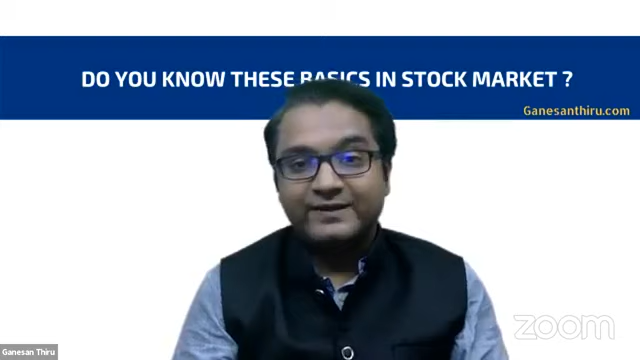 DO YOU KNOW THESE BASICS IN STOCK MARKET ?
Ganesanthiru.com
zoom
Ganesan Thiru